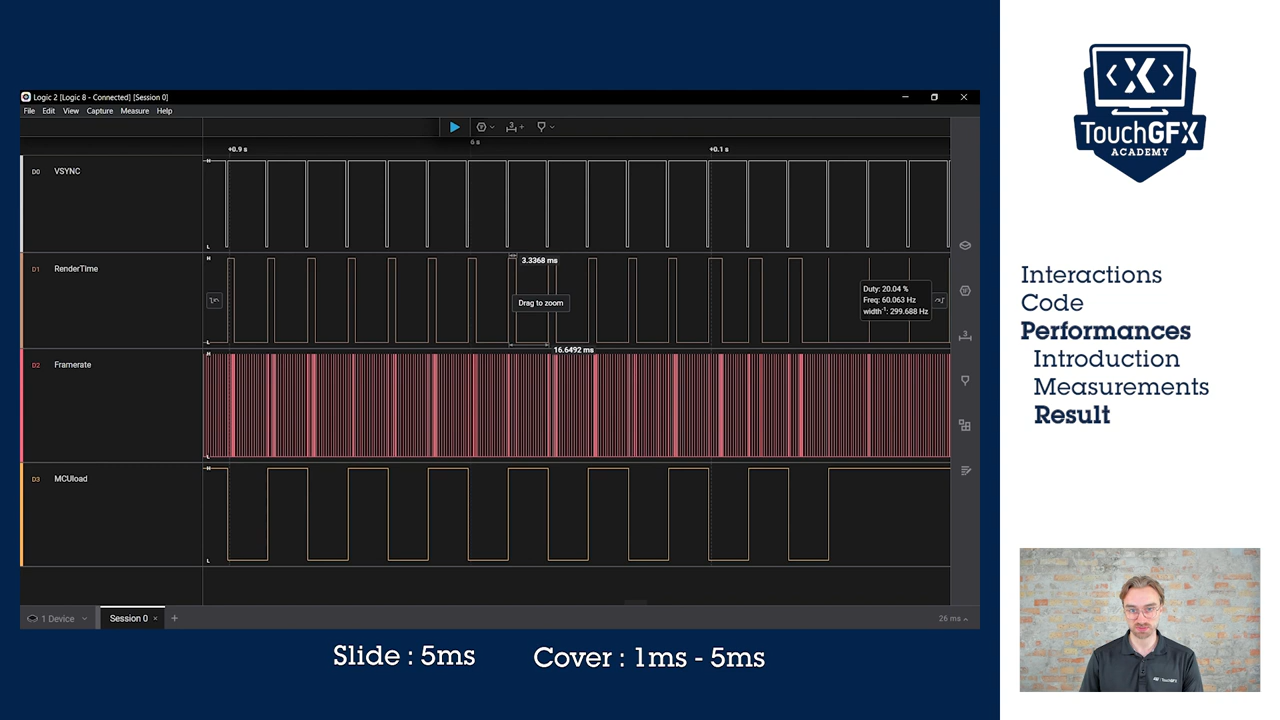 Logic 2 [Logic 8 - Connected] [Session 0]
File Edit View Capture Measure Help
0 s
+0.9 s
+0.1 s
D0 VSYNC
H
L
D1 RenderTime
H
L
3.3368 ms
Drag to zoom
Duty: 20.04 %
Freq: 60.063 Hz
width⁻¹: 299.688 Hz
16.6492 ms
D2 Framerate
H
L
D3 MCUload
H
L
1 Device
Session 0
26 ms
Slide : 5ms
Cover : 1ms - 5ms
<X>
TouchGFX
ACADEMY
Interactions
Code
Performances
Introduction
Measurements
Result
TouchGFX